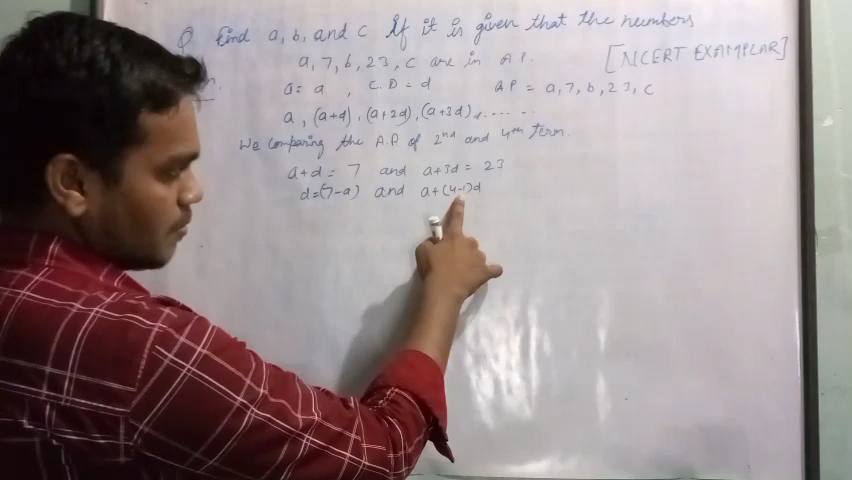 Q Find a, b, and c If it is given that the numbers
a, 7, b, 23, c are in A.P. [NCERT EXAMPLAR]
n. a = a , C.D = d A P = a, 7, b, 23, c
a, (a+d), (a+2d), (a+3d), ......
We Comparing the A.P of 2nd and 4th term.
a+d = 7 and a+3d = 23
d=(7-a) and a+(4-1)d